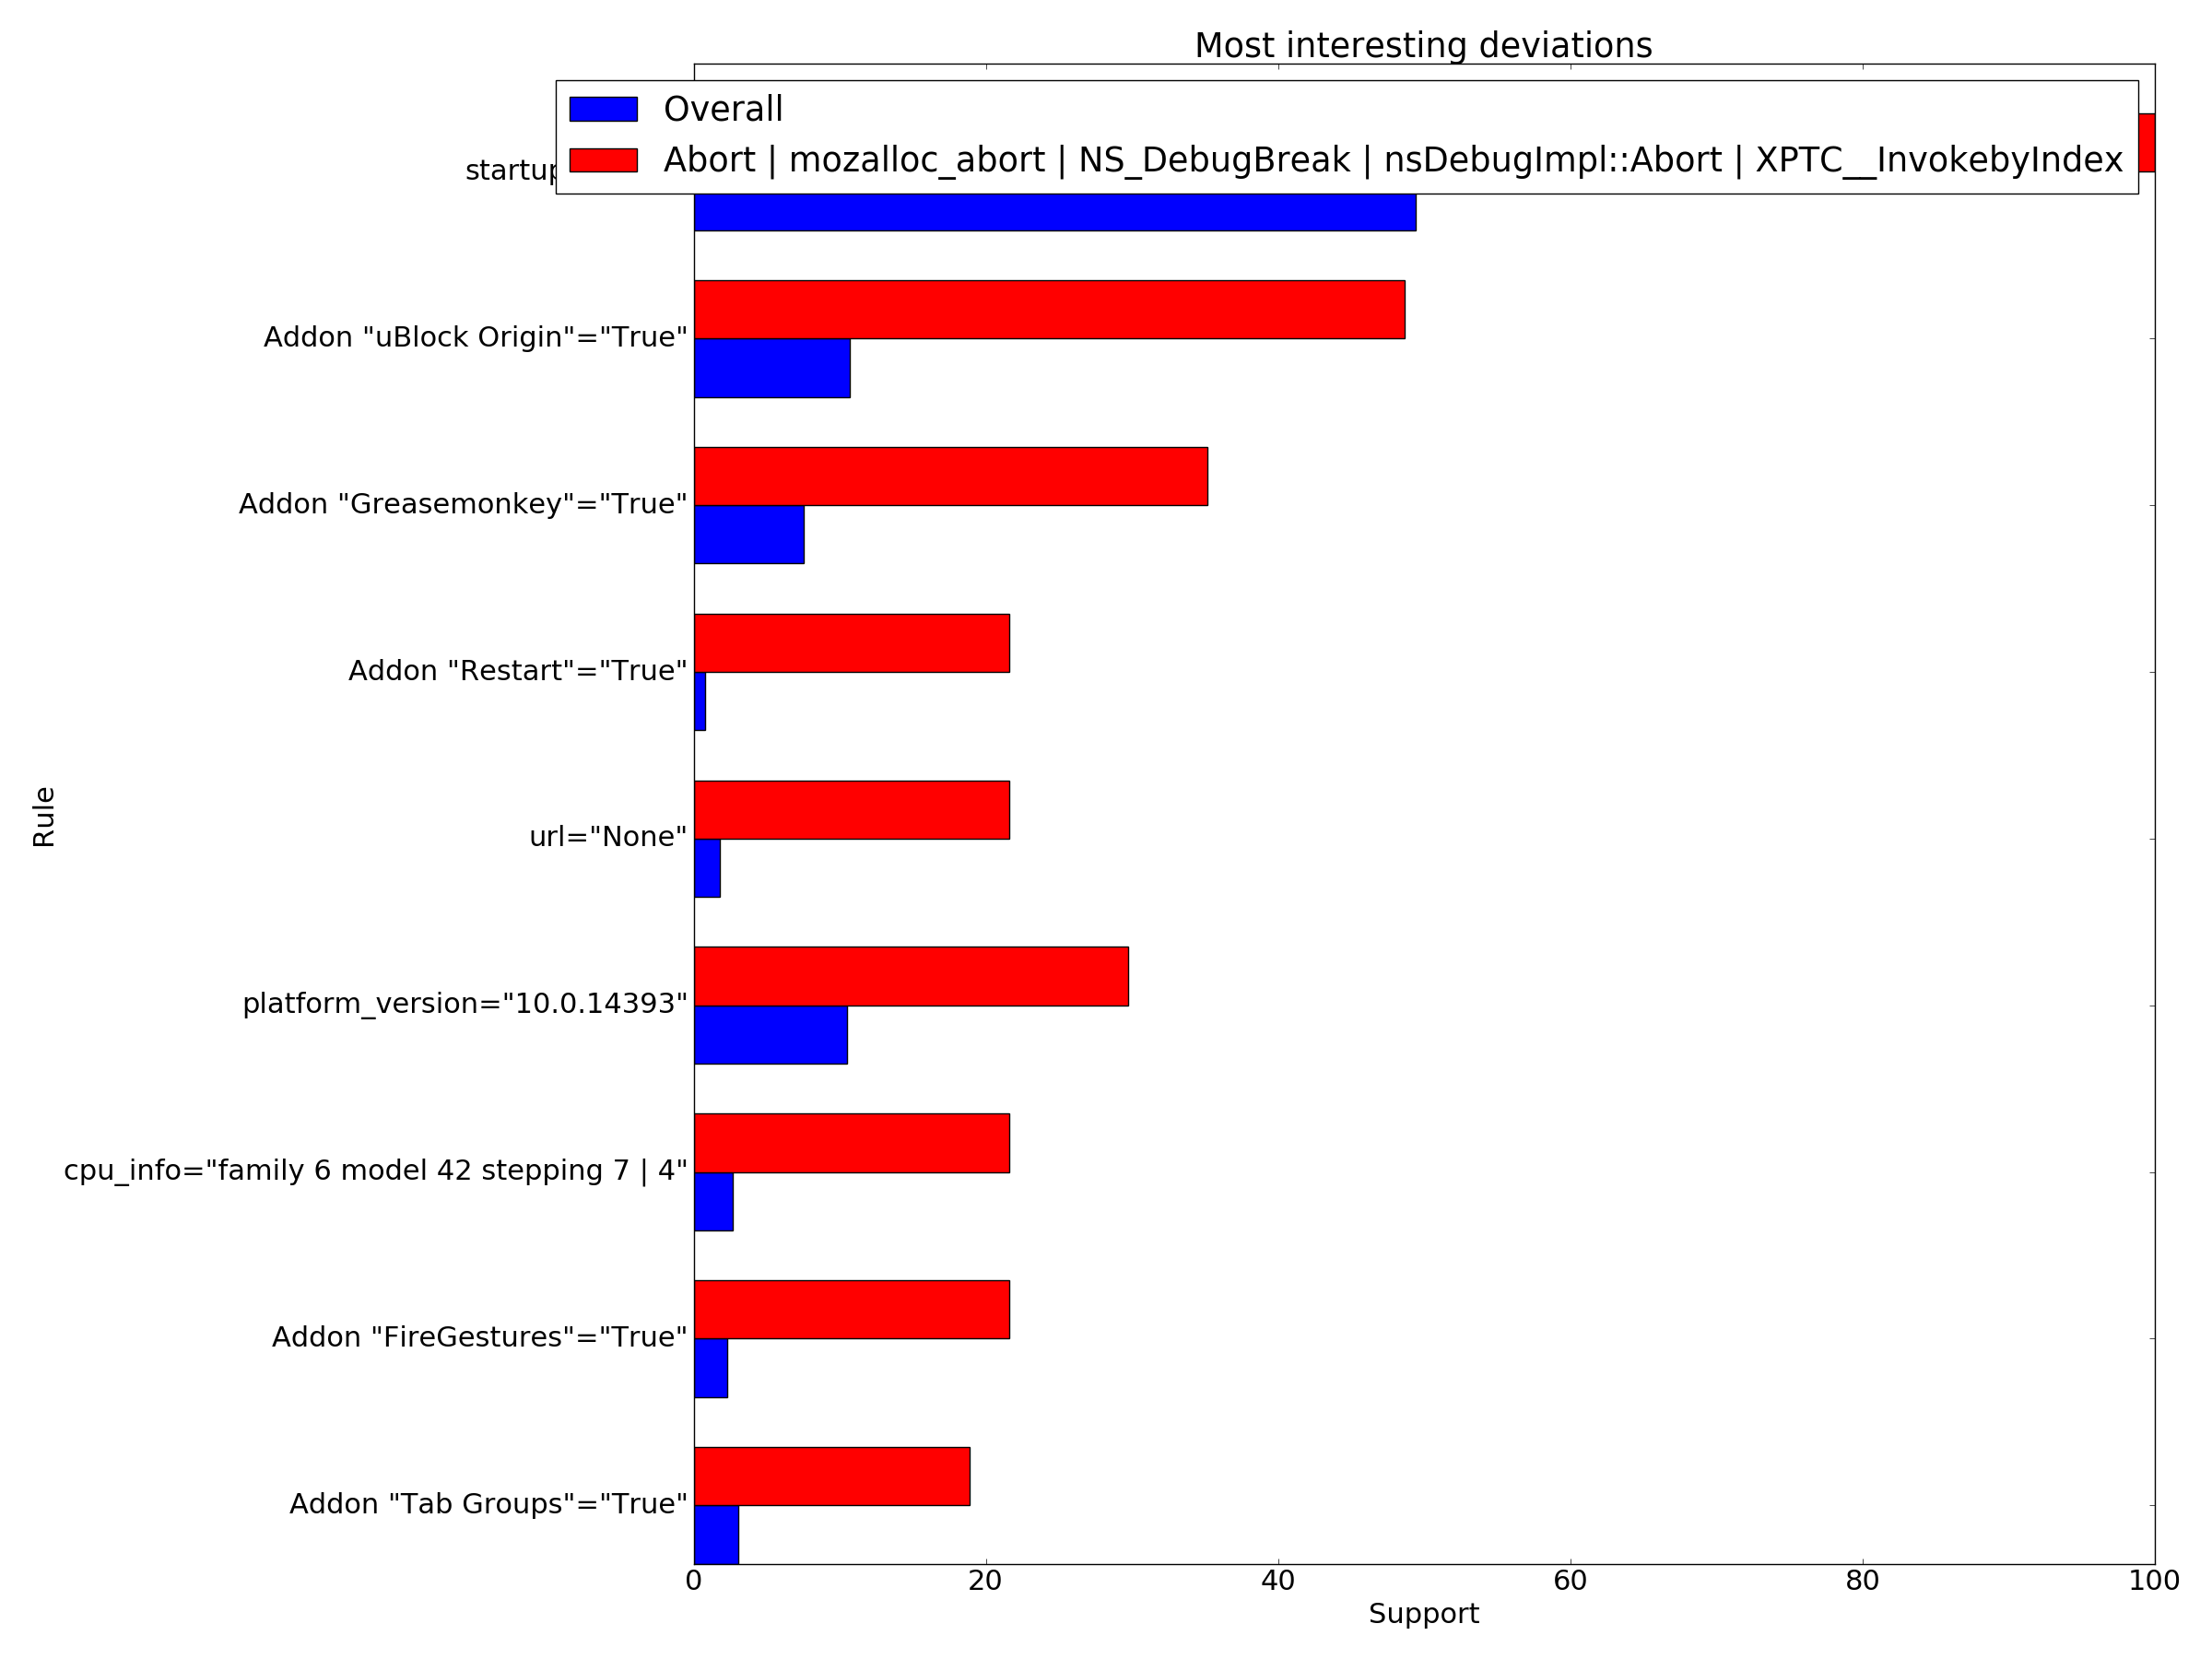 Most interesting deviations
Overall
Abort | mozalloc_abort | NS_DebugBreak | nsDebugImpl::Abort | XPTC__InvokebyIndex
Addon "uBlock Origin"="True"
Addon "Greasemonkey"="True"
Addon "Restart"="True"
url="None"
platform_version="10.0.14393"
cpu_info="family 6 model 42 stepping 7 | 4"
Addon "FireGestures"="True"
Addon "Tab Groups"="True"
Rule
0 20 40 60 80 100
Support